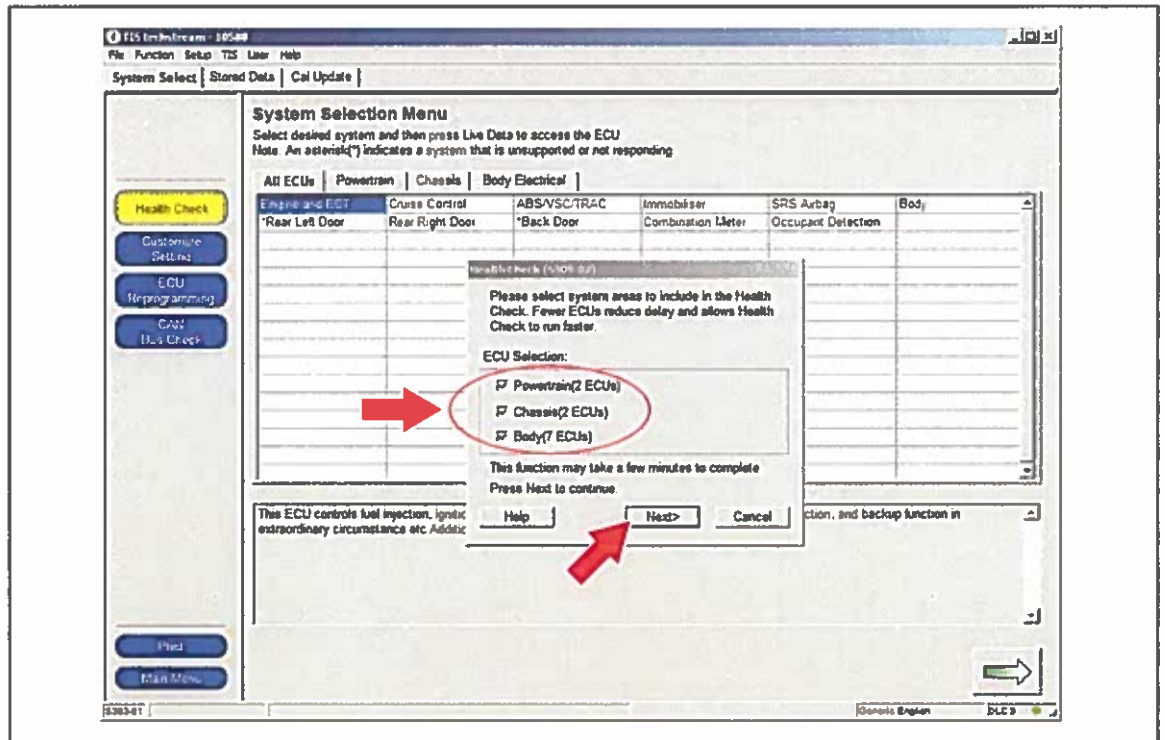 File Function Setup TIS User Help
System Select Stored Data Cal Update
System Selection Menu
Select desired system and then press Live Data to access the ECU
Note. An asterisk(*) indicates a system that is unsupported or not responding
All ECUs Powertrain Chassis Body Electrical
Engine and ECT Cruise Control ABS/VSC/TRAC Immobiliser SRS Airbag Body
*Rear Left Door Rear Right Door *Back Door Combination Meter Occupant Detection
Health Check
Customize
Setting
ECU
Reprogramming
CAN
Bus Check
Please select system areas to include in the Health
Check. Fewer ECUs reduce delay and allows Health
Check to run faster.
ECU Selection:
Powertrain(2 ECUs)
Chassis(2 ECUs)
Body(7 ECUs)
This function may take a few minutes to complete
Press Next to continue.
Help Next> Cancel
This ECU controls fuel injection, ction, and backup function in
extraordinary circumstance etc
Print
Main Menu
English DLC 3